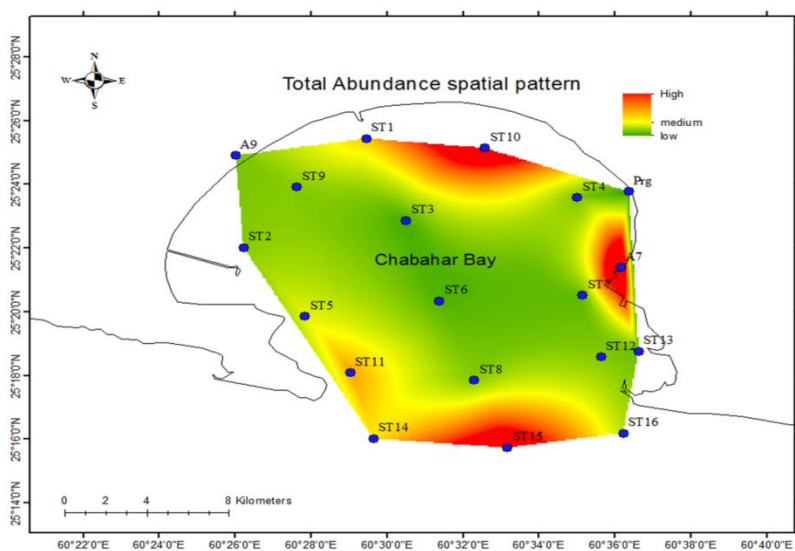 25°28'0"N
25°26'0"N
25°24'0"N
25°22'0"N
25°20'0"N
25°18'0"N
25°16'0"N
25°14'0"N
N
W E
S
Total Abundance spatial pattern
High
medium
low
A9
ST1
ST10
ST9
ST4
Prg
ST3
ST2
Chabahar Bay
A7
ST6
ST7
ST5
ST12
ST13
ST11
ST8
ST14
ST15
ST16
0 2 4 8 Kilometers
60°22'0"E 60°24'0"E 60°26'0"E 60°28'0"E 60°30'0"E 60°32'0"E 60°34'0"E 60°36'0"E 60°38'0"E 60°40'0"E